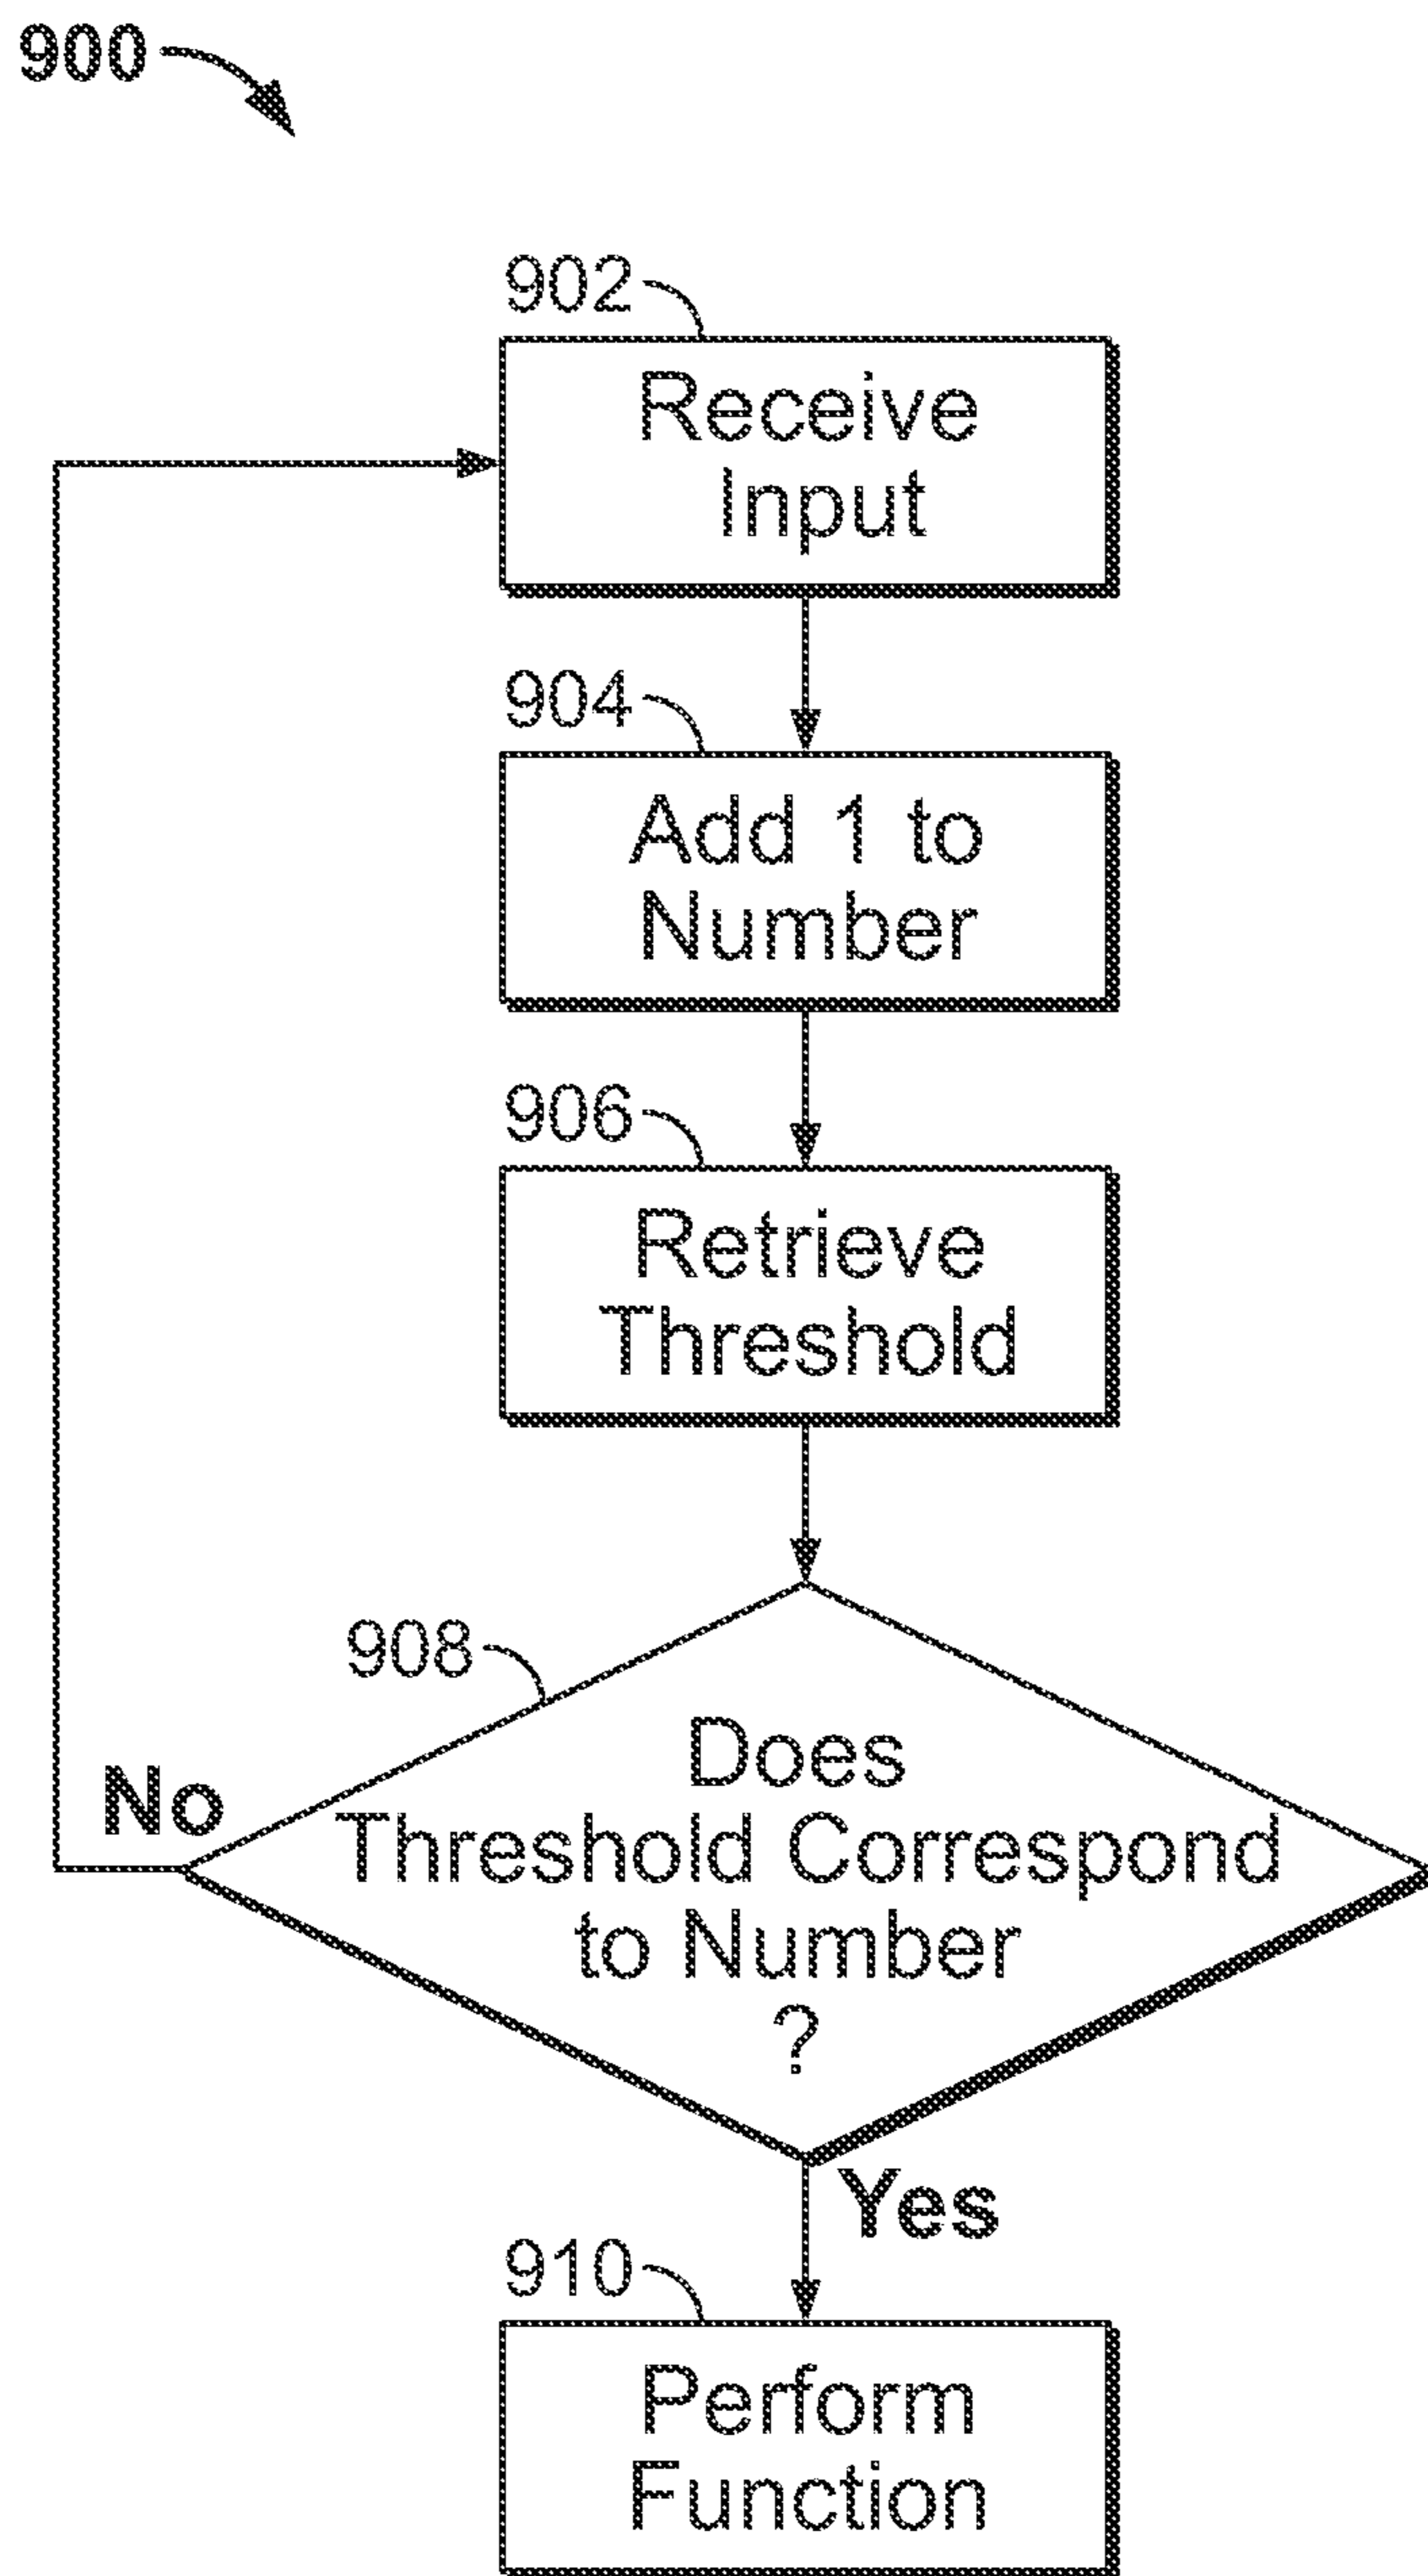 900
902
Receive
Input
904
Add 1 to
Number
906
Retrieve
Threshold
908
Does
Threshold Correspond
to Number
?
No
Yes
910
Perform
Function